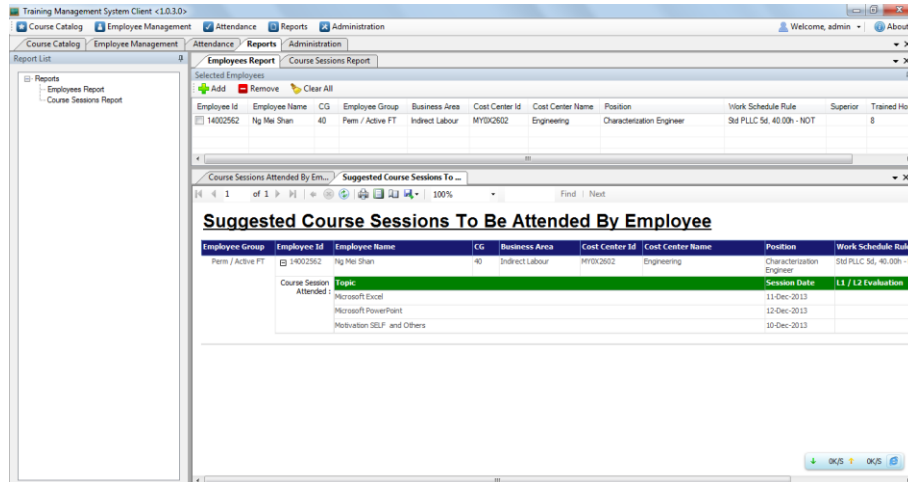 Training Management System Client <1.0.3.0>
Course Catalog Employee Management Attendance Reports Administration Welcome, admin About
Course Catalog Employee Management Attendance Reports Administration
Report List
Reports
Employees Report
Course Sessions Report
Employees Report Course Sessions Report
Selected Employees
Add Remove Clear All
Employee Id Employee Name CG Employee Group Business Area Cost Center Id Cost Center Name Position Work Schedule Rule Superior Trained Ho
14002562 Ng Mei Shan 40 Perm / Active FT Indirect Labour MY0X2602 Engineering Characterization Engineer Std PLLC 5d, 40.00h - NOT 8
Course Sessions Attended By Em... Suggested Course Sessions To ...
1 of 1 100% Find | Next
Suggested Course Sessions To Be Attended By Employee
Employee Group Employee Id Employee Name CG Business Area Cost Center Id Cost Center Name Position Work Schedule Rul
Perm / Active FT 14002562 Ng Mei Shan 40 Indirect Labour MY0X2602 Engineering Characterization Engineer Std PLLC 5d, 40.00h -
Course Session Attended : Topic Session Date L1 / L2 Evaluation
Microsoft Excel 11-Dec-2013
Microsoft PowerPoint 12-Dec-2013
Motivation SELF and Others 10-Dec-2013
0K/S 0K/S